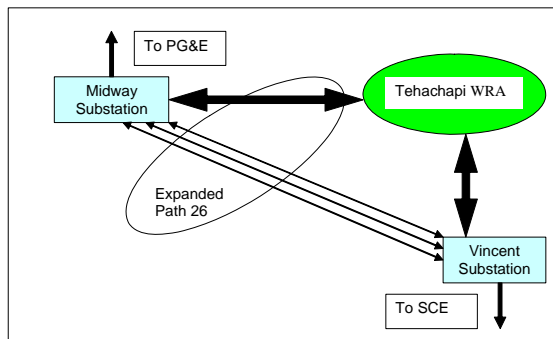 To PG&E
Midway
Substation
Tehachapi WRA
Expanded
Path 26
Vincent
Substation
To SCE